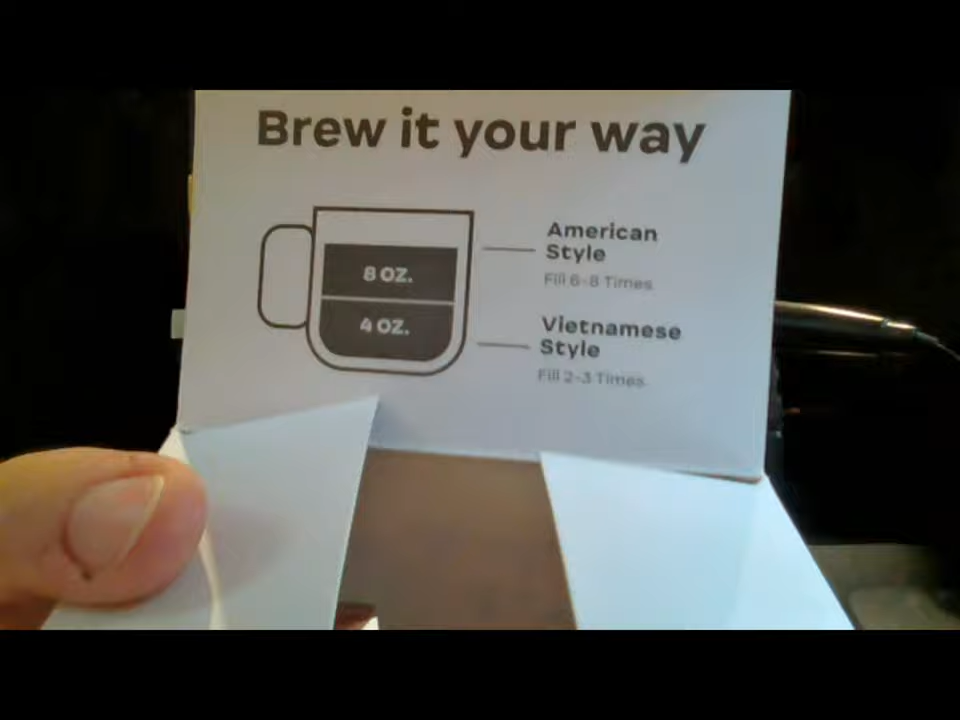 Brew it your way
8 OZ.
4 OZ.
American
Style
Fill 6-8 Times
Vietnamese
Style
Fill 2-3 Times